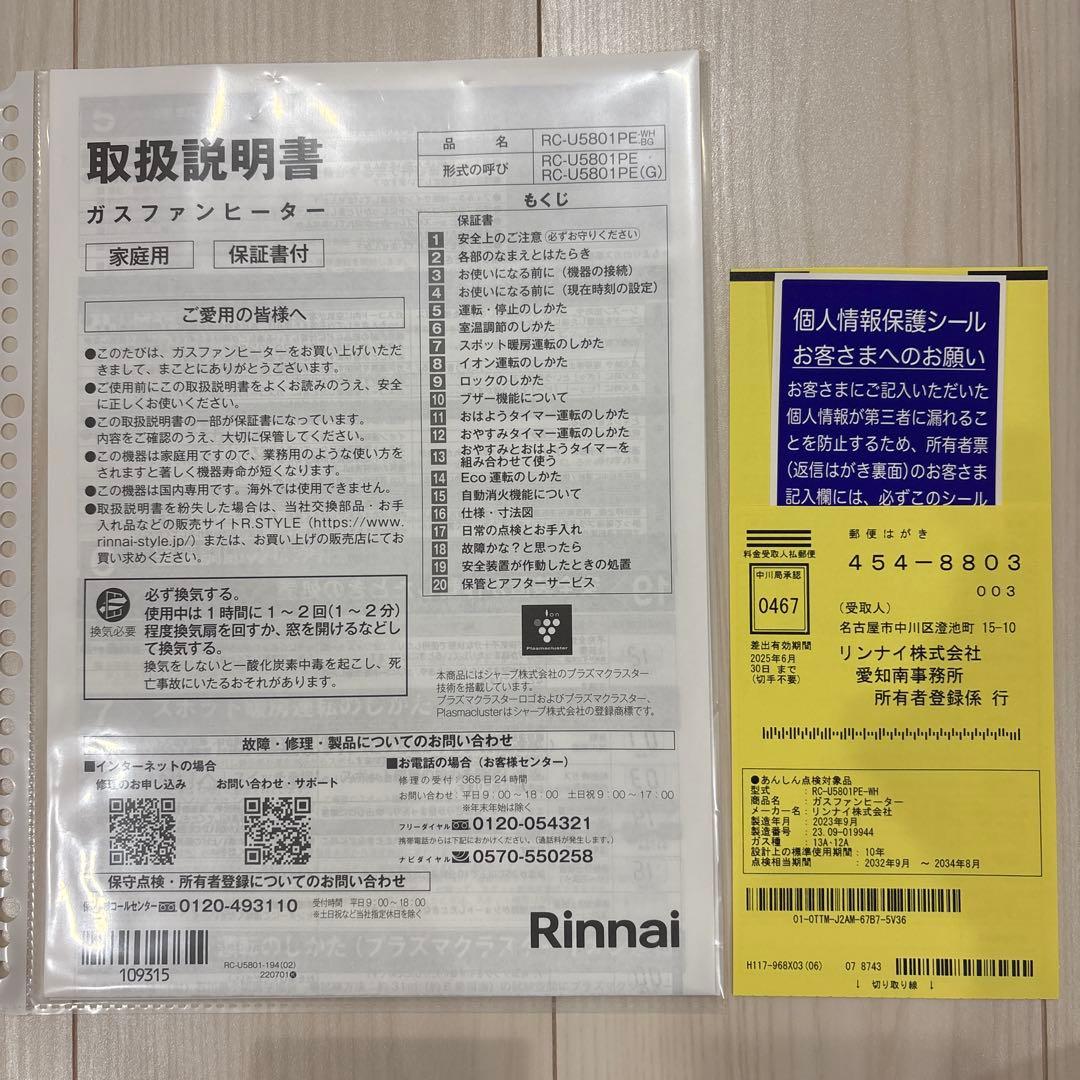 取扱説明書
ガスファンヒーター
家庭用 保証書付
品名 RC-U5801PE-WH -BG
形式の呼び RC-U5801PE
RC-U5801PE(G)
ご愛用の皆様へ
●このたびは、ガスファンヒーターをお買い上げいただ
きまして、まことにありがとうございます。
●ご使用前にこの取扱説明書をよくお読みのうえ、安全
に正しくお使いください。
●この取扱説明書の一部が保証書になっています。
内容をご確認のうえ、大切に保管してください。
●この機器は家庭用ですので、業務用のような使い方を
されますと著しく機器寿命が短くなります。
●この機器は国内専用です。海外では使用できません。
●取扱説明書を紛失した場合は、当社交換部品・お手
入れ品などの販売サイトR.STYLE(https://www.
rinnai-style.jp/)または、お買い上げの販売店にてお
買い求めください。
換気必要
必ず換気する。
使用中は1時間に1〜2回(1〜2分)
程度換気扇を回すか、窓を開けるなどし
て換気する。
換気をしないと一酸化炭素中毒を起こし、死
亡事故にいたるおそれがあります。
もくじ
保証書
1 安全上のご注意 必ずお守りください
2 各部のなまえとはたらき
3 お使いになる前に(機器の接続)
4 お使いになる前に(現在時刻の設定)
5 運転・停止のしかた
6 室温調節のしかた
7 スポット暖房運転のしかた
8 イオン運転のしかた
9 ロックのしかた
10 ブザー機能について
11 おはようタイマー運転のしかた
12 おやすみタイマー運転のしかた
13 おやすみとおはようタイマーを
組み合わせて使う
14 Eco 運転のしかた
15 自動消火機能について
16 仕様・寸法図
17 日常の点検とお手入れ
18 故障かな?と思ったら
19 安全装置が作動したときの処置
20 保管とアフターサービス
ion
Plasmacluster
本商品にはシャープ株式会社のプラズマクラスター
技術を搭載しています。
プラズマクラスターロゴおよびプラズマクラスター、
Plasmaclusterはシャープ株式会社の登録商標です。
故障・修理・製品についてのお問い合わせ
■インターネットの場合
修理のお申し込み お問い合わせ・サポート
■お電話の場合(お客様センター)
修理の受付:365日24時間
お問い合わせ:平日9:00〜18:00 土日祝9:00〜17:00
※年末年始は除く
フリーダイヤル 0120-054321
携帯電話からは下記におかけください。(通話料が発生します。)
ナビダイヤル 0570-550258
保守点検・所有者登録についてのお問い合わせ
コールセンター 0120-493110
受付時間 平日9:00〜18:00
※土日祝など当社指定休日を除く
Rinnai
109315
RC-U5801-194(02)
220701
個人情報保護シール
お客さまへのお願い
お客さまにご記入いただいた
個人情報が第三者に漏れるこ
とを防止するため、所有者票
(返信はがき裏面)のお客さま
記入欄には、必ずこのシール
郵便はがき
料金受取人払郵便
454-8803
003
中川局承認
0467
差出有効期間
2025年6月
30日まで
(切手不要)
(受取人)
名古屋市中川区澄池町 15-10
リンナイ株式会社
愛知南事務所
所有者登録係 行
●あんしん点検対象品
型式 : RC-U5801PE-WH
商品名 : ガスファンヒーター
メーカー名 : リンナイ株式会社
製造年月 : 2023年9月
製造番号 : 23.09-019944
ガス種 : 13A・12A
設計上の標準使用期間 : 10年
点検相当期間 : 2032年9月 〜 2034年8月
01-0TTM-J2AM-67B7-5V36
H117-968X03(06) 07 8743
↓ 切り取り線 ↓